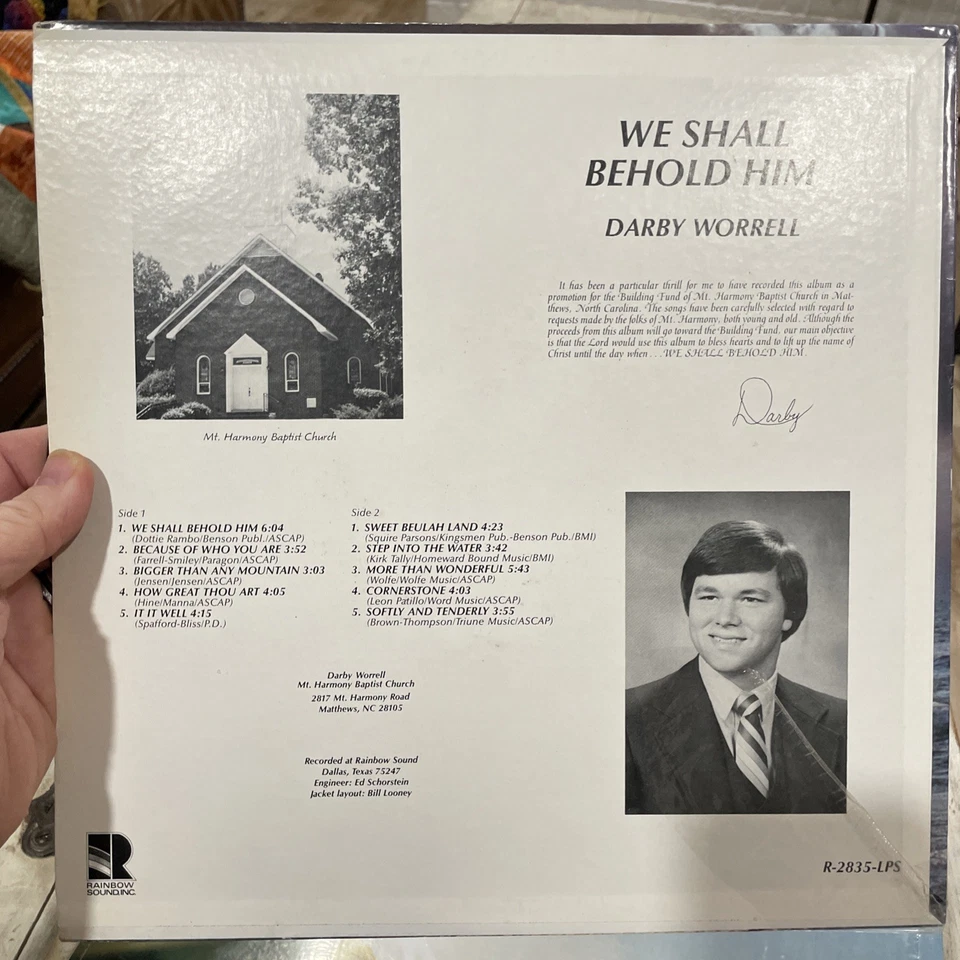 WE SHALL
BEHOLD HIM
DARBY WORRELL
It has been a particular thrill for me to have recorded this album as a
promotion for the Building Fund of Mt. Harmony Baptist Church in Mat-
thews, North Carolina. The songs have been carefully selected with regard to
requests made by the folks of Mt. Harmony, both young and old. Although the
proceeds from this album will go toward the Building Fund, our main objective
is that the Lord would use this album to bless hearts and to lift up the name of
Christ until the day when . . . WE SHALL BEHOLD HIM.
Darby
Mt. Harmony Baptist Church
Side 1
1. WE SHALL BEHOLD HIM 6:04
(Dottie Rambo/Benson Publ./ASCAP)
2. BECAUSE OF WHO YOU ARE 3:52
(Farrell-Smiley/Paragon/ASCAP)
3. BIGGER THAN ANY MOUNTAIN 3:03
(Jensen/Jensen/ASCAP)
4. HOW GREAT THOU ART 4:05
(Hine/Manna/ASCAP)
5. IT IT WELL 4:15
(Spafford-Bliss/P.D.)
Side 2
1. SWEET BEULAH LAND 4:23
(Squire Parsons/Kingsmen Pub.-Benson Pub./BMI)
2. STEP INTO THE WATER 3:42
(Kirk Tally/Homeward Bound Music/BMI)
3. MORE THAN WONDERFUL 5:43
(Wolfe/Wolfe Music/ASCAP)
4. CORNERSTONE 4:03
(Leon Patillo/Word Music/ASCAP)
5. SOFTLY AND TENDERLY 3:55
(Brown-Thompson/Triune Music/ASCAP)
Darby Worrell
Mt. Harmony Baptist Church
2817 Mt. Harmony Road
Matthews, NC 28105
Recorded at Rainbow Sound
Dallas, Texas 75247
Engineer: Ed Schorstein
Jacket layout: Bill Looney
R
RAINBOW
SOUND, INC.
R-2835-LPS